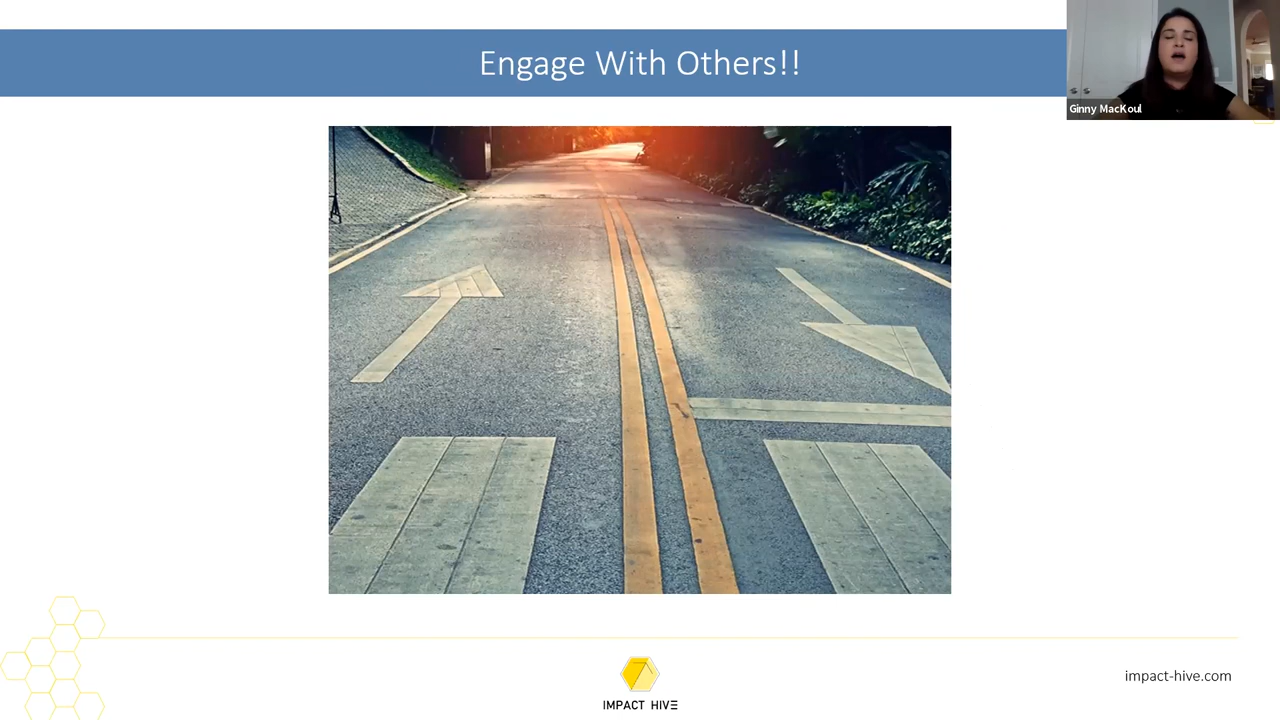 Engage With Others!!
Ginny MacKoul
IMPACT HIVE
impact-hive.com